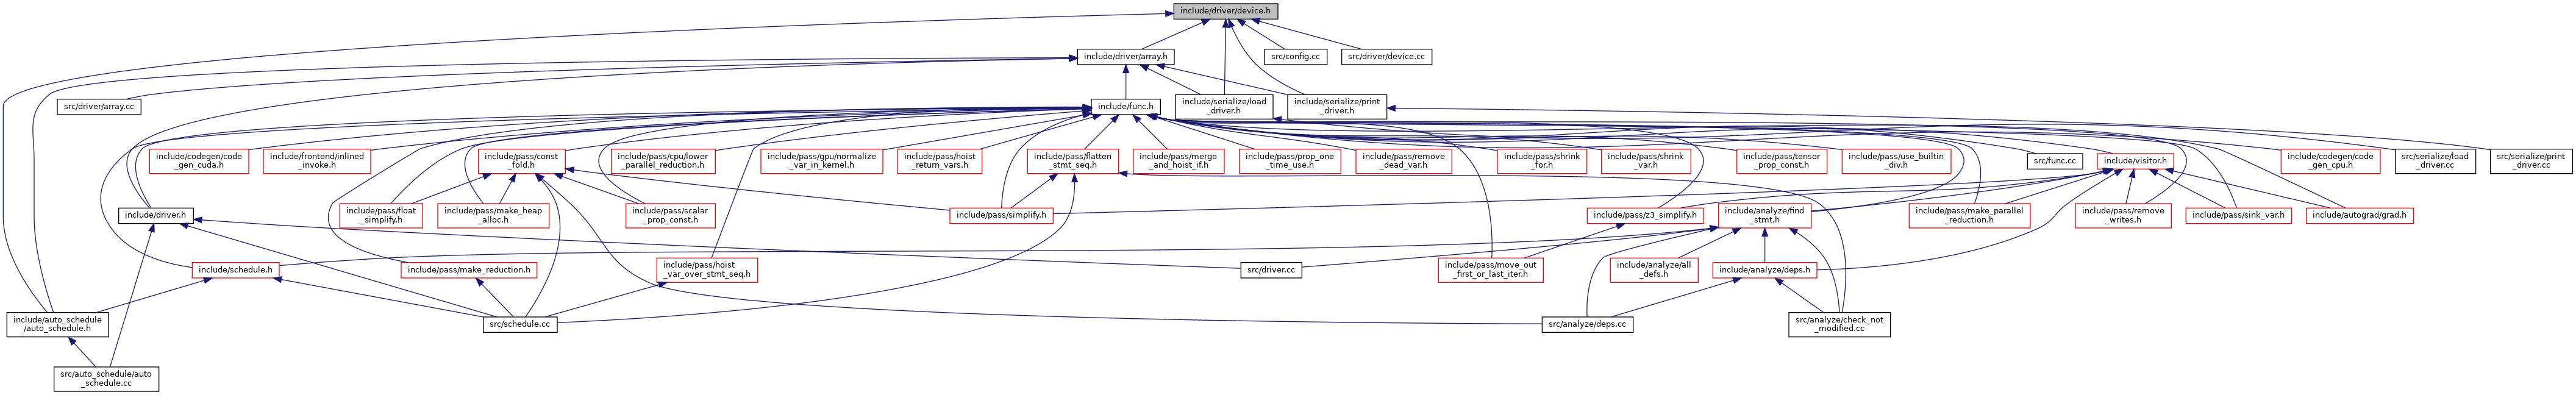 include/driver/device.h
include/driver/array.h
src/config.cc
src/driver/device.cc
src/driver/array.cc
include/func.h
include/serialize/load
_driver.h
include/serialize/print
_driver.h
include/codegen/code
_gen_cuda.h
include/frontend/inlined
_invoke.h
include/pass/const
_fold.h
include/pass/cpu/lower
_parallel_reduction.h
include/pass/gpu/normalize
_var_in_kernel.h
include/pass/hoist
_return_vars.h
include/pass/flatten
_stmt_seq.h
include/pass/merge
_and_hoist_if.h
include/pass/prop_one
_time_use.h
include/pass/remove
_dead_var.h
include/pass/shrink
_for.h
include/pass/shrink
_var.h
include/pass/tensor
_prop_const.h
include/pass/use_builtin
_div.h
src/func.cc
include/visitor.h
include/codegen/code
_gen_cpu.h
src/serialize/load
_driver.cc
src/serialize/print
_driver.cc
include/driver.h
include/pass/float
_simplify.h
include/pass/make_heap
_alloc.h
include/pass/scalar
_prop_const.h
include/pass/simplify.h
include/pass/z3_simplify.h
include/analyze/find
_stmt.h
include/pass/make_parallel
_reduction.h
include/pass/remove
_writes.h
include/pass/sink_var.h
include/autograd/grad.h
include/schedule.h
include/pass/make_reduction.h
include/pass/hoist
_var_over_stmt_seq.h
src/driver.cc
include/pass/move_out
_first_or_last_iter.h
include/analyze/all
_defs.h
include/analyze/deps.h
include/auto_schedule
/auto_schedule.h
src/schedule.cc
src/analyze/deps.cc
src/analyze/check_not
_modified.cc
src/auto_schedule/auto
_schedule.cc